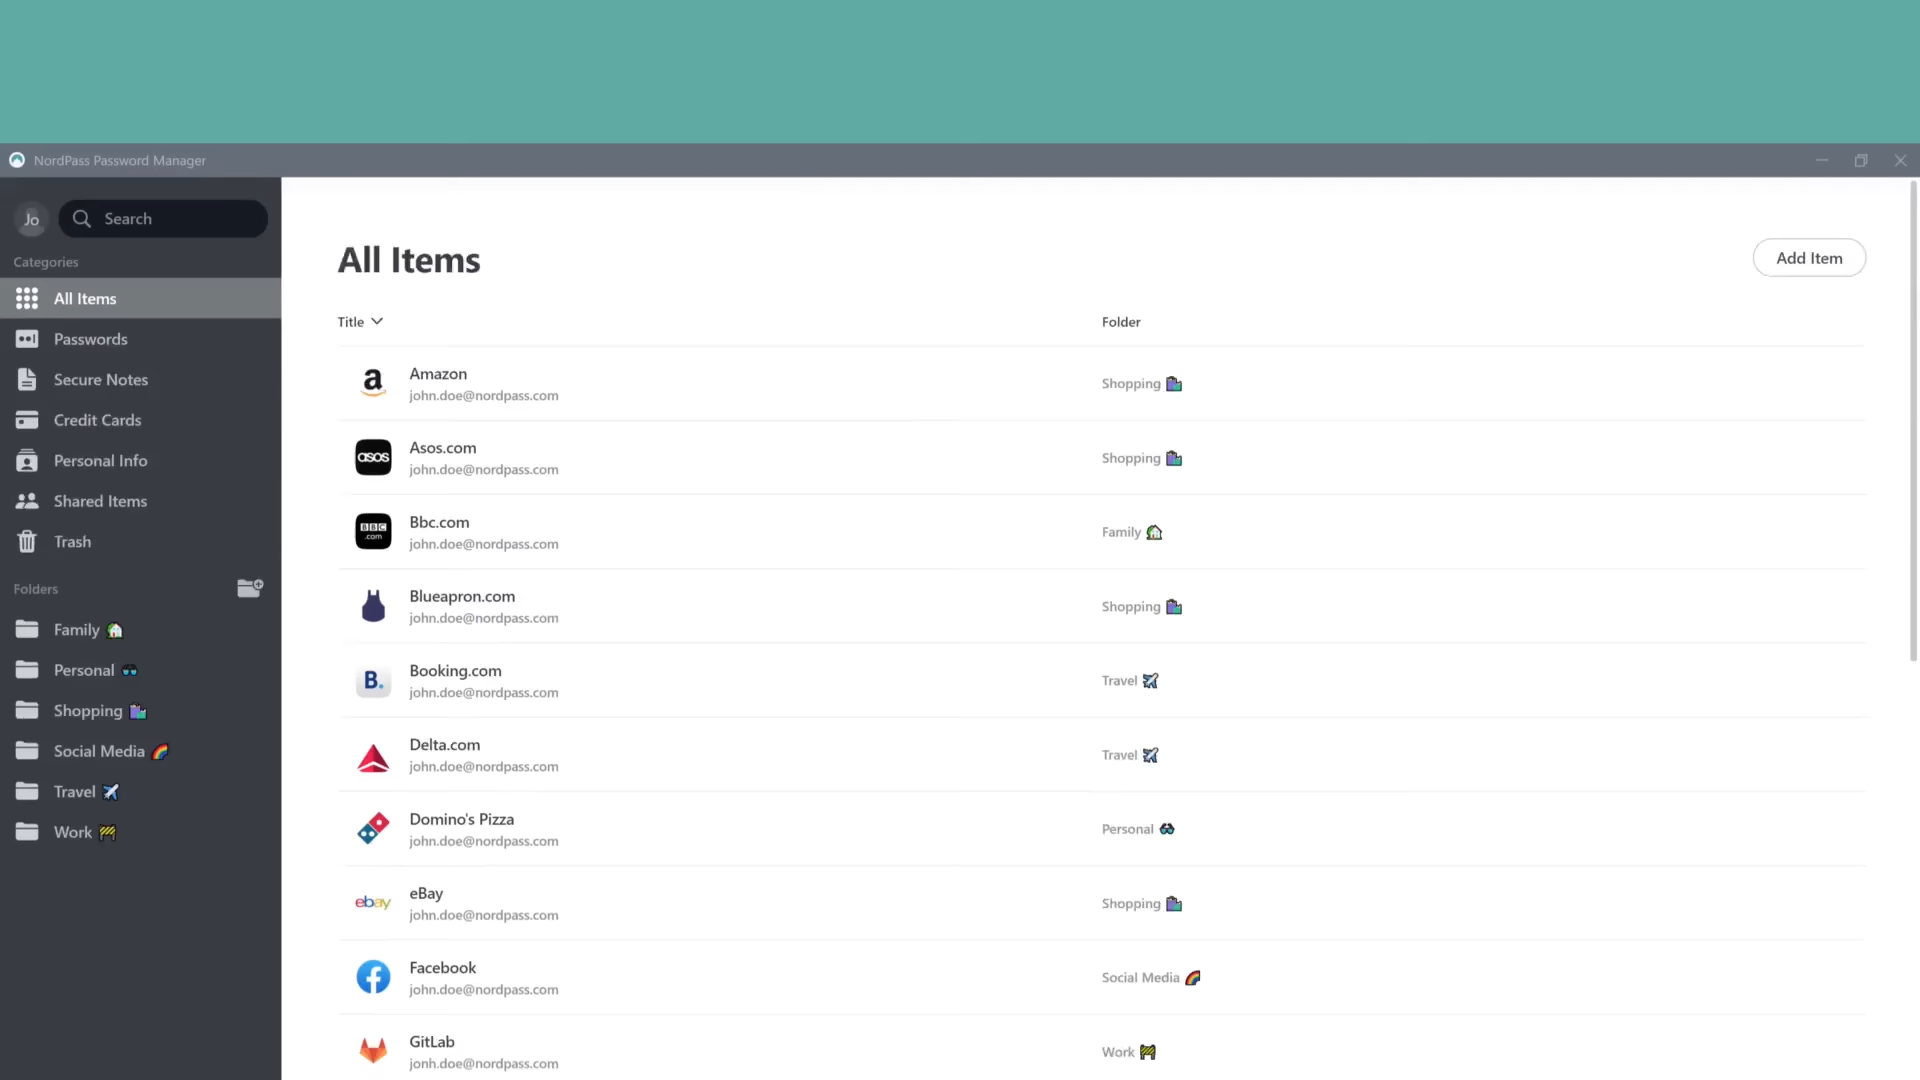 NordPass Password Manager
Jo
Search
Categories
All Items
Passwords
Secure Notes
Credit Cards
Personal Info
Shared Items
Trash
Folders
Family
Personal
Shopping
Social Media
Travel
Work
All Items
Add Item
Title
Folder
a
Amazon
john.doe@nordpass.com
Shopping
asos
Asos.com
john.doe@nordpass.com
Shopping
BBC
.com
Bbc.com
john.doe@nordpass.com
Family
Blueapron.com
john.doe@nordpass.com
Shopping
B.
Booking.com
john.doe@nordpass.com
Travel
Delta.com
john.doe@nordpass.com
Travel
Domino's Pizza
john.doe@nordpass.com
Personal
ebay
eBay
john.doe@nordpass.com
Shopping
f
Facebook
john.doe@nordpass.com
Social Media
GitLab
jonh.doe@nordpass.com
Work